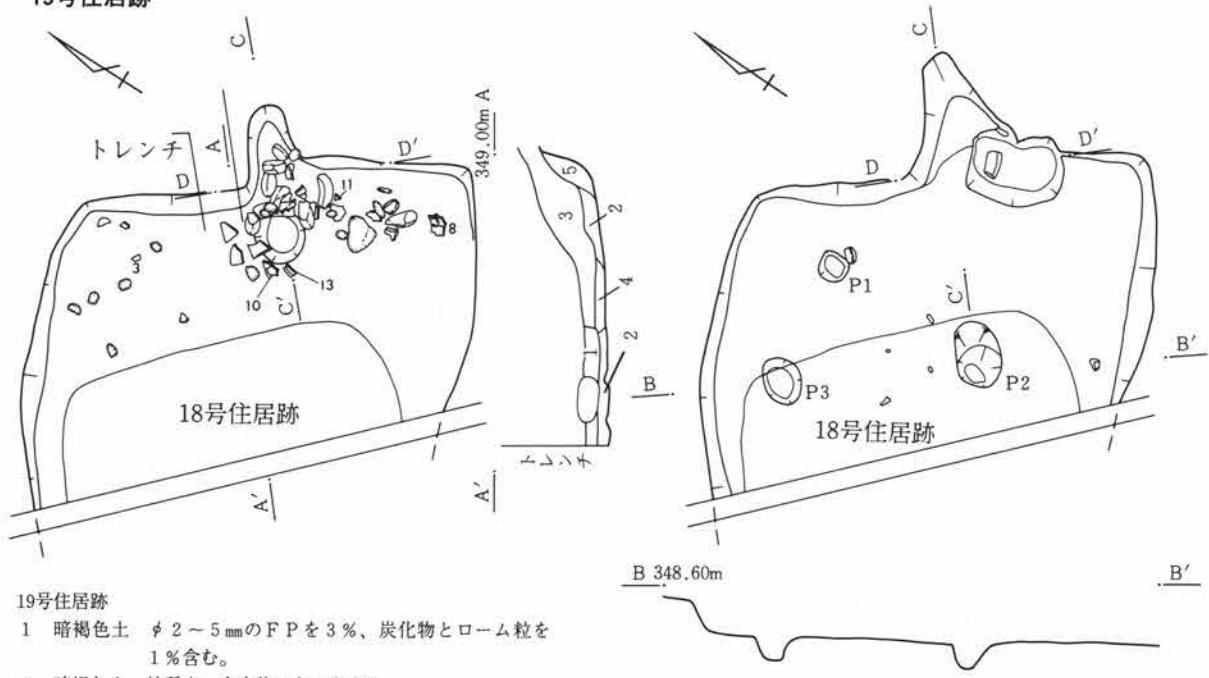 19号住居跡
C
C
A
349.00m A
トレンチ
D
D'
D
D'
11
8
3
10
13
C'
5
3
2
4
1
2
B
トレンチ
A'
A'
18号住居跡
P1
C'
P3
P2
B'
18号住居跡
B 348.60m
B'
19号住居跡
1 暗褐色土 φ2～5㎜のＦＰを3％、炭化物とローム粒を
1％含む。